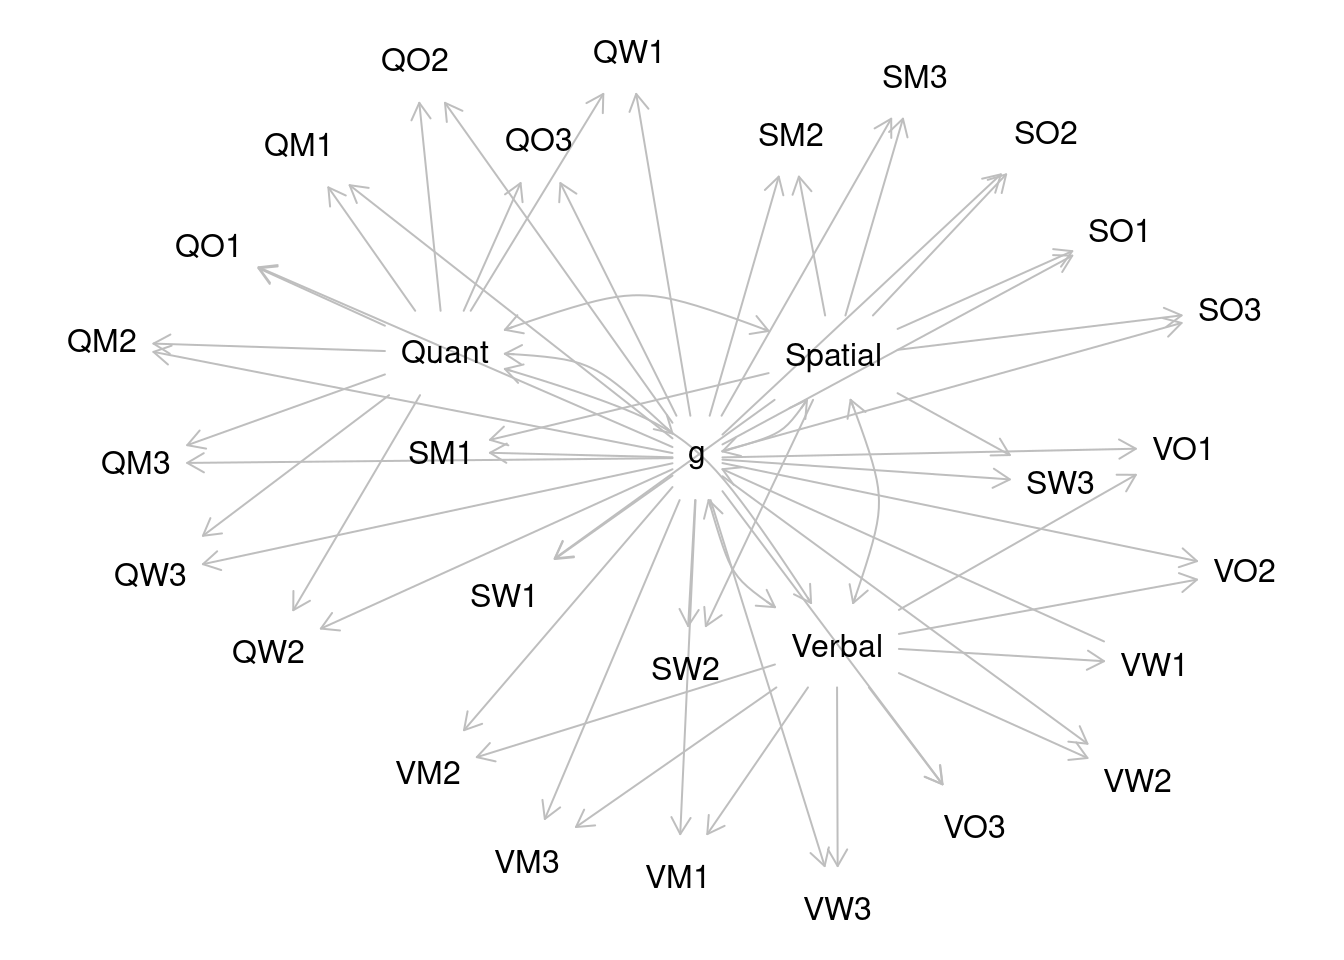 QW1
QO2
SM3
SO2
SM2
QO3
QM1
SO1
QO1
SO3
QM2
Quant
Spatial
VO1
SM1
g
QM3
SW3
VO2
QW3
SW1
Verbal
QW2
VW1
SW2
VM2
VW2
VO3
VM3
VM1
VW3